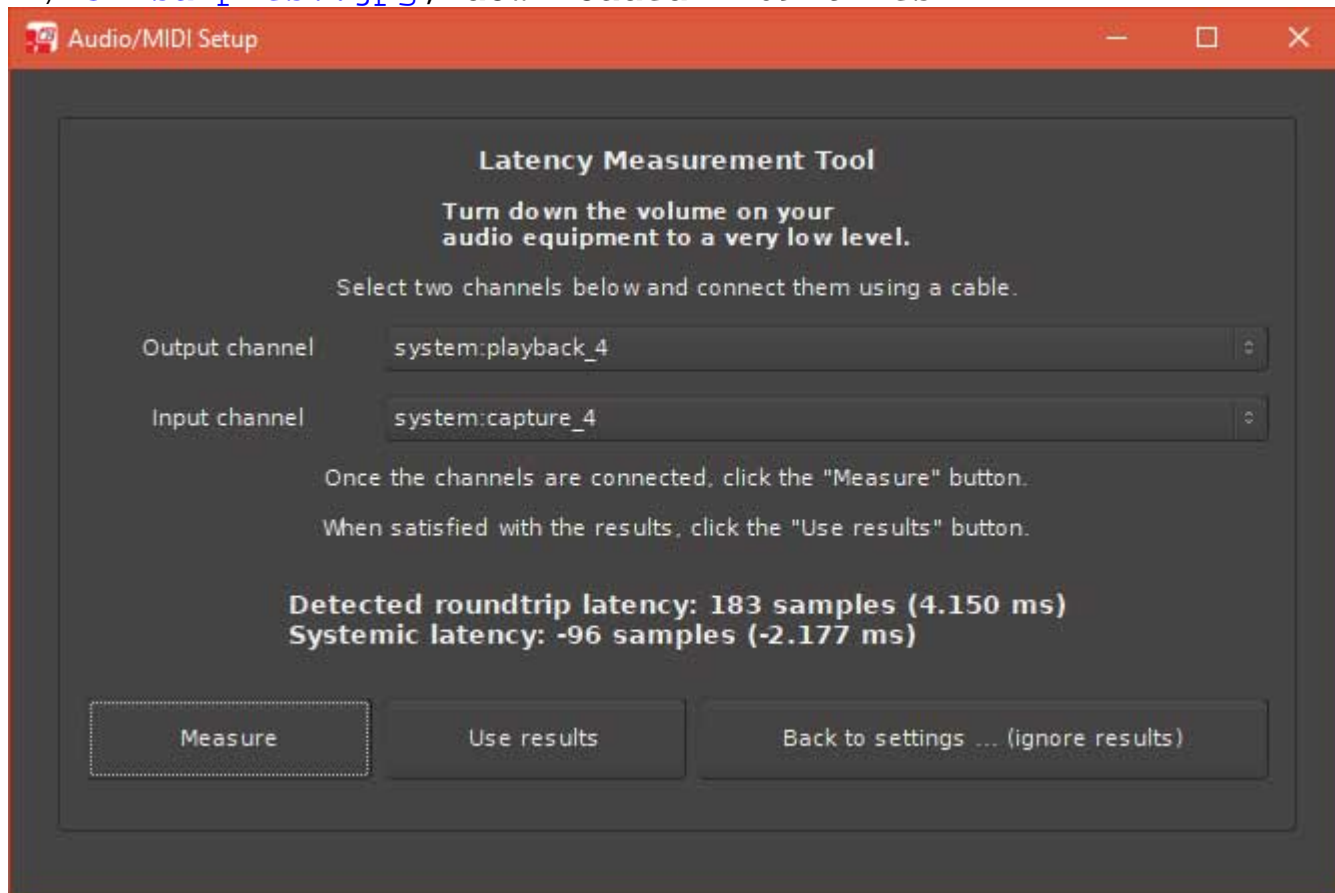 Audio/MIDI Setup
Latency Measurement Tool
Turn down the volume on your
audio equipment to a very low level.
Select two channels below and connect them using a cable.
Output channel system:playback_4
Input channel system:capture_4
Once the channels are connected, click the "Measure" button.
When satisfied with the results, click the "Use results" button.
Detected roundtrip latency: 183 samples (4.150 ms)
Systemic latency: -96 samples (-2.177 ms)
Measure Use results Back to settings ... (ignore results)